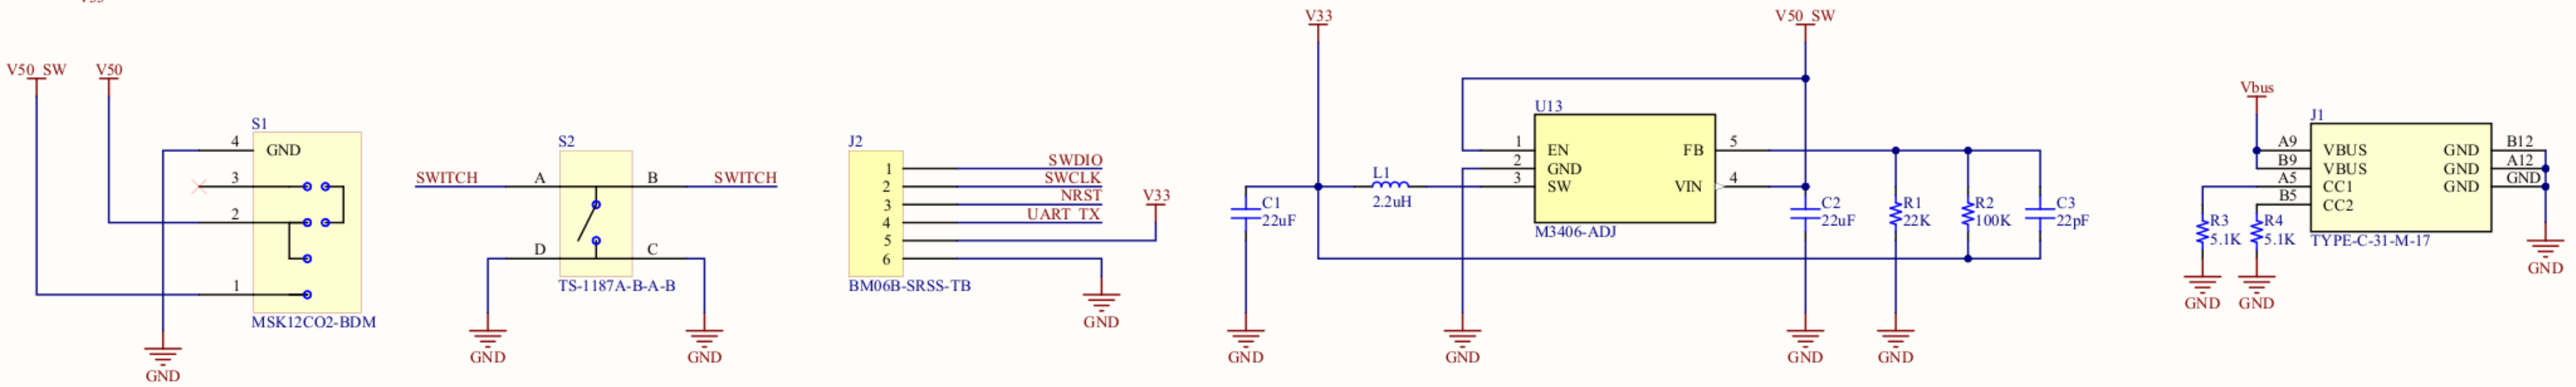 V33
V50_SW
V50
S1
4
GND
3
2
1
MSK12CO2-BDM
GND
S2
SWITCH
A
B
SWITCH
D
C
TS-1187A-B-A-B
GND
GND
J2
1
SWDIO
2
SWCLK
3
NRST
4
UART_TX
5
6
V33
BM06B-SRSS-TB
GND
V33
V50_SW
U13
1
EN
FB
5
2
GND
3
SW
VIN
4
M3406-ADJ
L1
2.2uH
C1
22uF
C2
22uF
R1
22K
R2
100K
C3
22pF
GND
GND
GND
GND
Vbus
J1
A9
VBUS
GND
B12
B9
VBUS
GND
A12
A5
CC1
GND
GND
B5
CC2
TYPE-C-31-M-17
R3
5.1K
R4
5.1K
GND
GND
GND